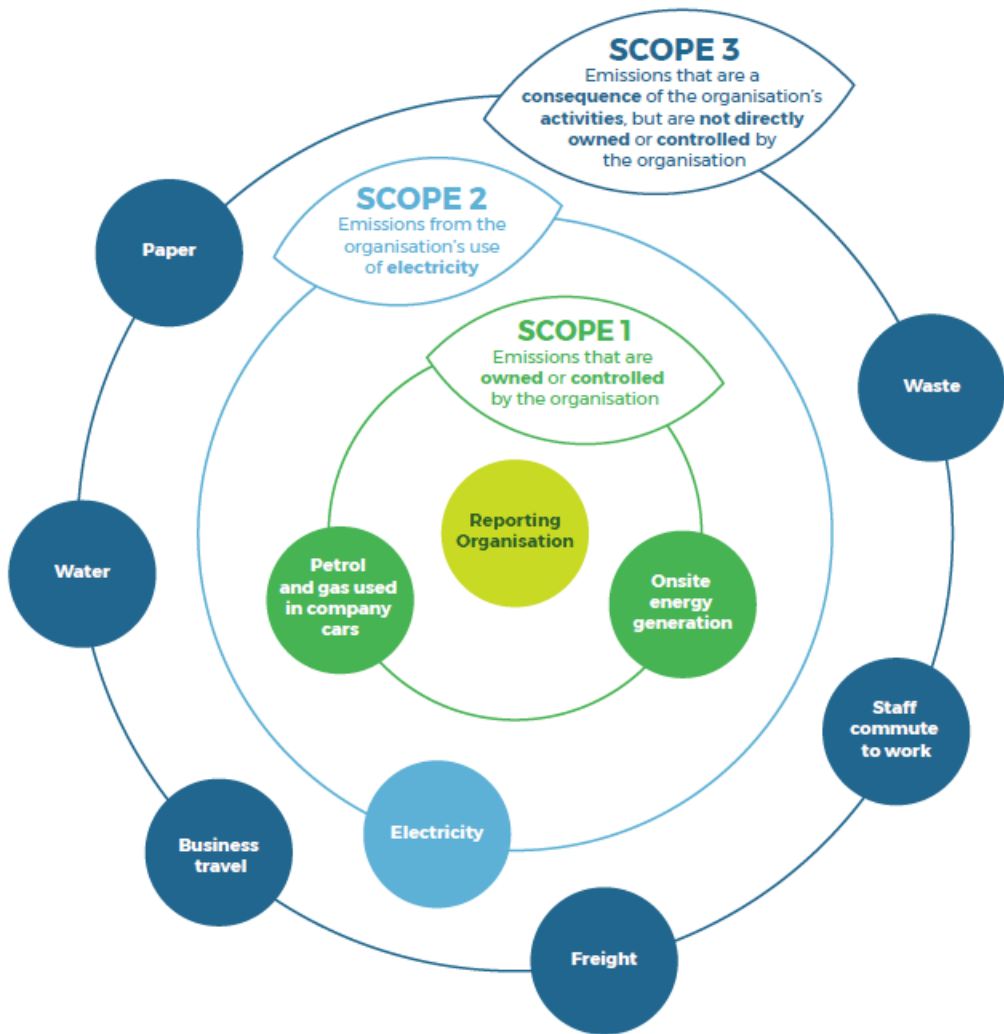 SCOPE 3
Emissions that are a
consequence of the organisation's
activities, but are not directly
owned or controlled by
the organisation
SCOPE 2
Emissions from the
organisation's use
of electricity
Paper
SCOPE 1
Emissions that are
owned or controlled
by the organisation
Waste
Reporting
Organisation
Water
Petrol
and gas used
in company
cars
Onsite
energy
generation
Staff
commute
to work
Business
travel
Electricity
Freight